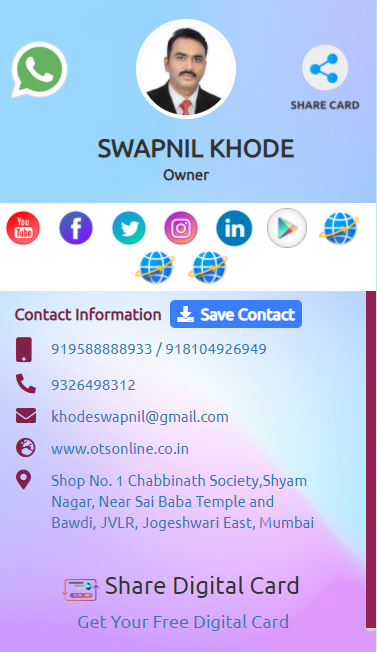 SHARE CARD
SWAPNIL KHODE
Owner
You
Tube
Contact Information
Save Contact
919588888933 / 918104926949
9326498312
khodeswapnil@gmail.com
www.otsonline.co.in
Shop No. 1 Chabbinath Society,Shyam
Nagar, Near Sai Baba Temple and
Bawdi, JVLR, Jogeshwari East, Mumbai
Share Digital Card
Get Your Free Digital Card